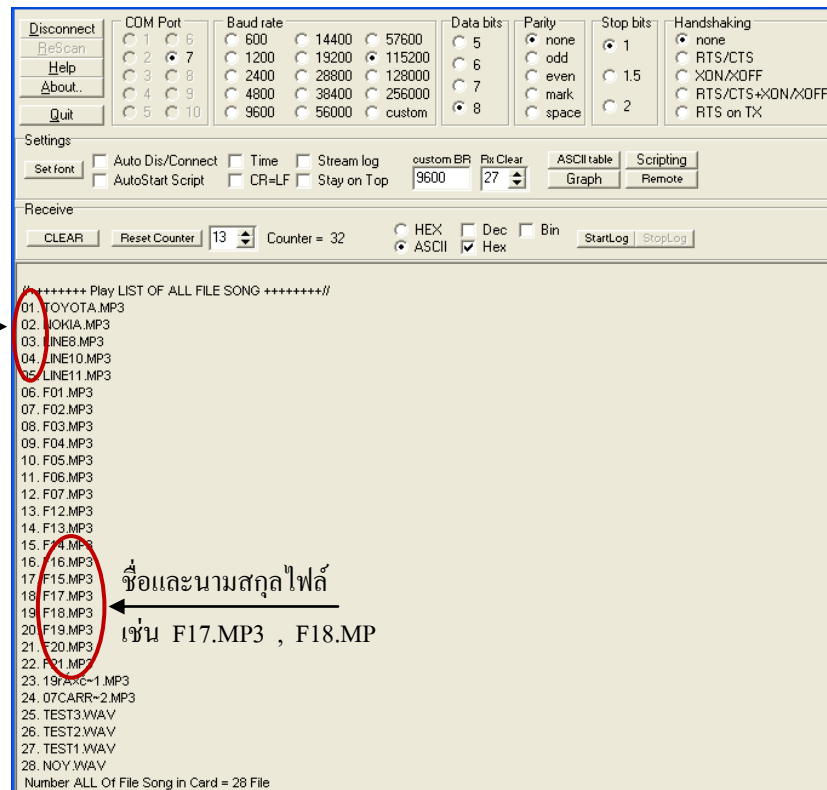 Disconnect
ReScan
Help
About..
Quit
COM Port
1 6
2 7
3 8
4 9
5 10
Baud rate
600 14400 57600
1200 19200 115200
2400 28800 128000
4800 38400 256000
9600 56000 custom
Data bits
5
6
7
8
Parity
none
odd
even
mark
space
Stop bits
1
1.5
2
Handshaking
none
RTS/CTS
XON/XOFF
RTS/CTS+XON/XOFF
RTS on TX
Settings
Set font
Auto Dis/Connect Time Stream log
AutoStart Script CR=LF Stay on Top
custom BR Rx Clear
9600 27
ASCII table Scripting
Graph Remote
Receive
CLEAR Reset Counter 13 Counter = 32
HEX Dec Bin
ASCII Hex
StartLog StopLog
//++++++++ Play LIST OF ALL FILE SONG ++++++++//
01. TOYOTA.MP3
02. NOKIA.MP3
03. LINE8.MP3
04. LINE10.MP3
05. LINE11.MP3
06. F01.MP3
07. F02.MP3
08. F03.MP3
09. F04.MP3
10. F05.MP3
11. F06.MP3
12. F07.MP3
13. F12.MP3
14. F13.MP3
15. F14.MP3
16. F16.MP3
17. F15.MP3
18. F17.MP3
19. F18.MP3
20. F19.MP3
21. F20.MP3
22. F21.MP3
ชื่อและนามสกุลไฟล์
เช่น F17.MP3 , F18.MP
23. 19rÁ×c~1.MP3
24. 07CARR~2.MP3
25. TEST3.WAV
26. TEST2.WAV
27. TEST1.WAV
28. NOY.WAV
Number ALL Of File Song in Card = 28 File